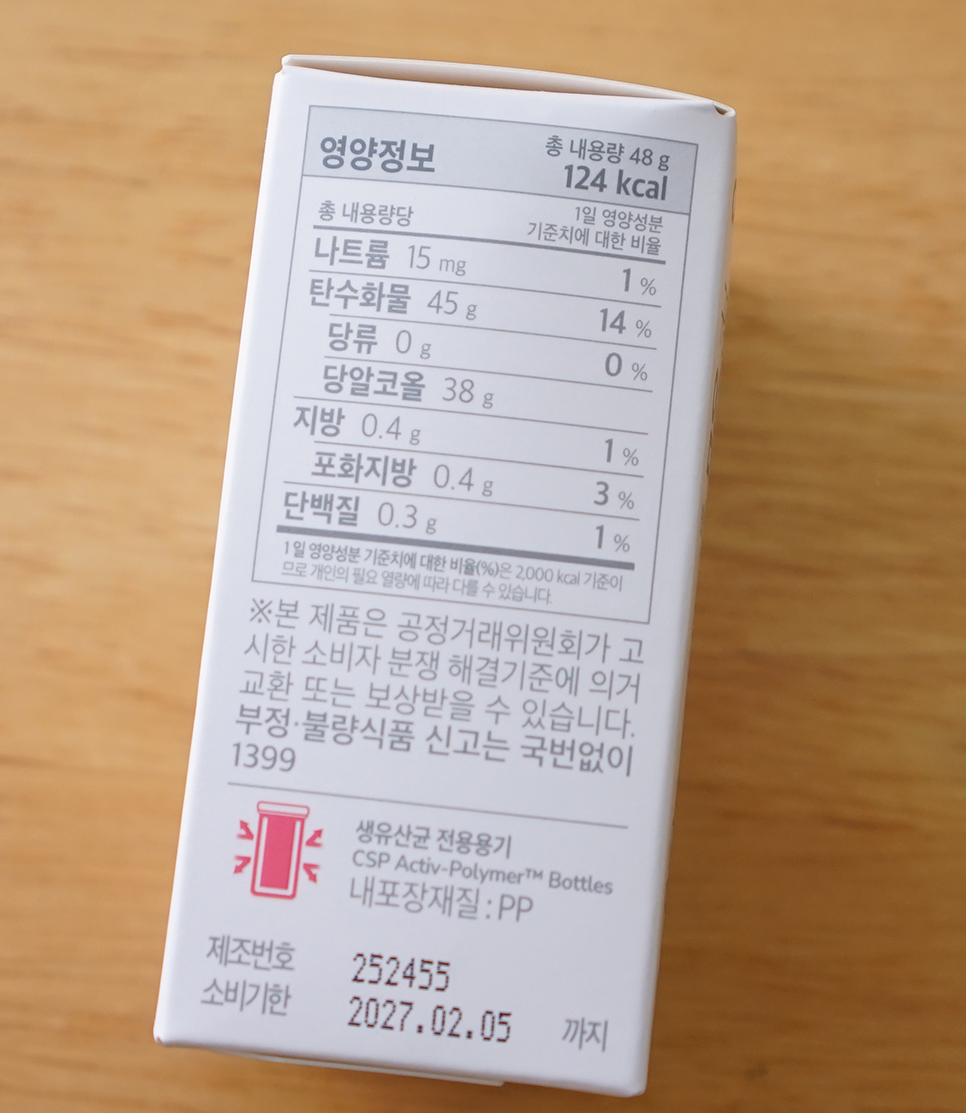 영양정보
총 내용량 48 g
124 kcal
총 내용량당
1일 영양성분
기준치에 대한 비율
나트륨 15 mg 1 %
탄수화물 45 g 14 %
당류 0 g 0 %
당알코올 38 g
지방 0.4 g 1 %
포화지방 0.4 g 3 %
단백질 0.3 g 1 %
1일 영양성분 기준치에 대한 비율(%)은 2,000 kcal 기준이
므로 개인의 필요 열량에 따라 다를 수 있습니다.
※본 제품은 공정거래위원회가 고
시한 소비자 분쟁 해결기준에 의거
교환 또는 보상받을 수 있습니다.
부정·불량식품 신고는 국번없이
1399
생유산균 전용용기
CSP Activ-Polymer™ Bottles
내포장재질 : PP
제조번호 252455
소비기한 2027.02.05 까지